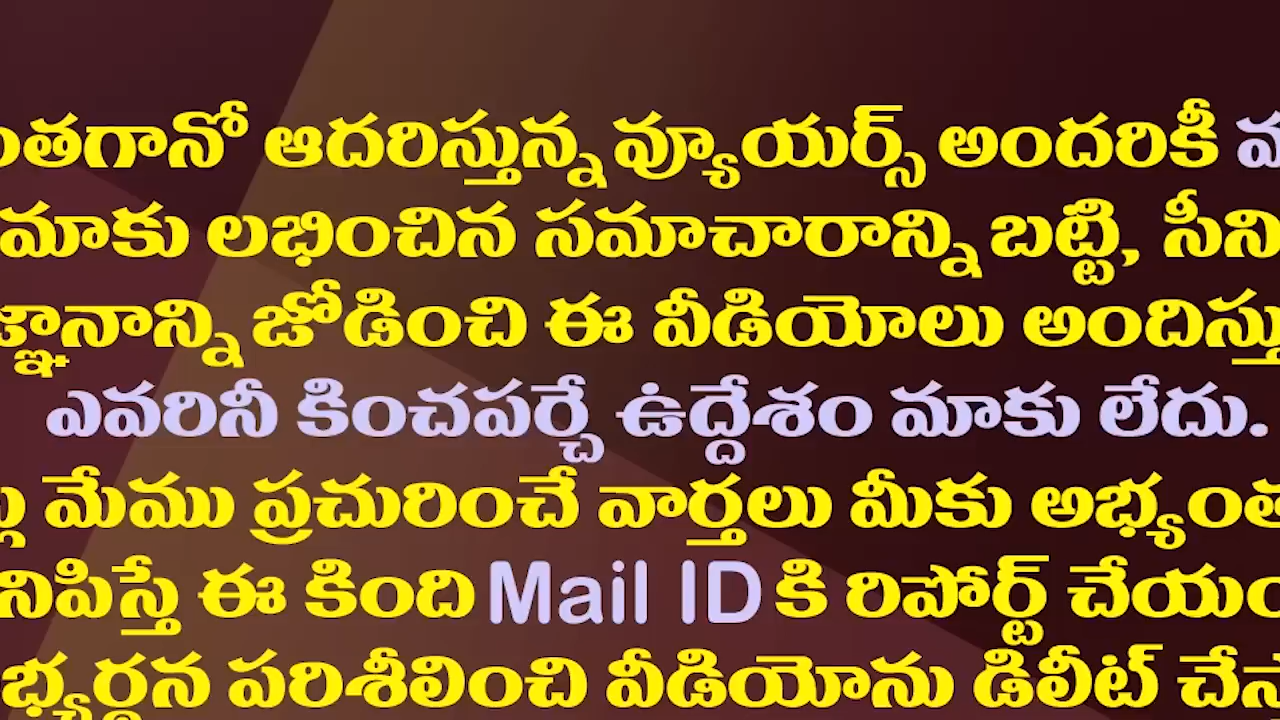 ంతగానో ఆదరిస్తున్న వ్యూయర్స్ అందరికీ
మాకు లభించిన సమాచారాన్ని బట్టి, సీని
జ్ఞానాన్ని జోడించి ఈ వీడియోలు అందిస్తు
ఎవరినీ కించపర్చే ఉద్దేశం మాకు లేదు.
ల్ల మేము ప్రచురించే వార్తలు మీకు అభ్యంత
నిపిస్తే ఈ కింది Mail ID కి రిపోర్ట్ చేయం
భ్యర్థన పరిశీలించి వీడియోను డిలీట్ చేస